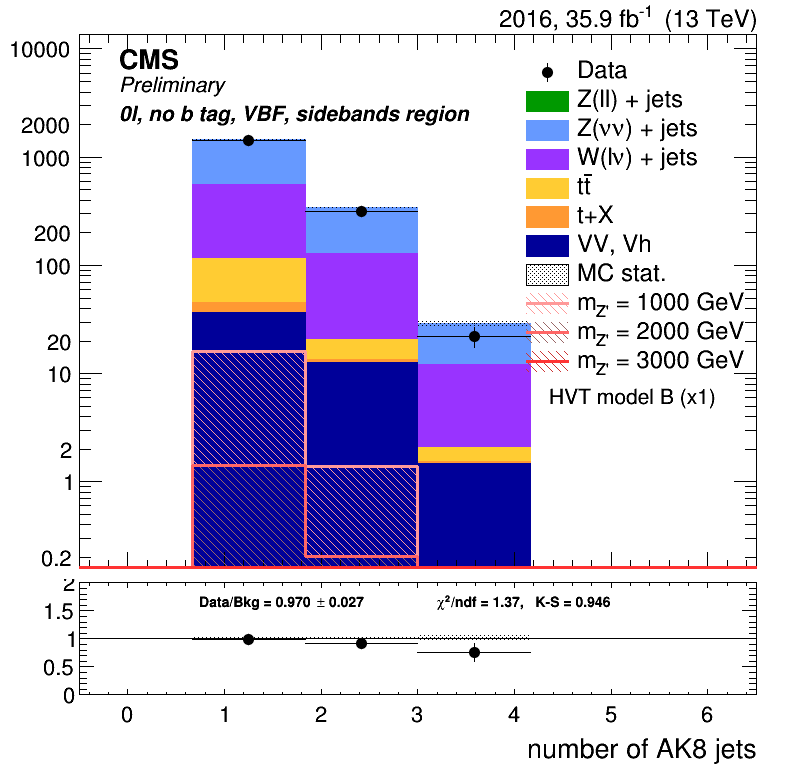 2016, 35.9 fb⁻¹ (13 TeV)
CMS
Preliminary
0l, no b tag, VBF, sidebands region
Data
Z(ll) + jets
Z(νν) + jets
W(lν) + jets
tt̄
t+X
VV, Vh
MC stat.
m_Z' = 1000 GeV
m_Z' = 2000 GeV
m_Z' = 3000 GeV
HVT model B (x1)
10000
2000
1000
200
100
20
10
2
1
0.2
Data/Bkg = 0.970 ± 0.027
χ²/ndf = 1.37, K-S = 0.946
2
1.5
1
0.5
0
0 1 2 3 4 5 6
number of AK8 jets